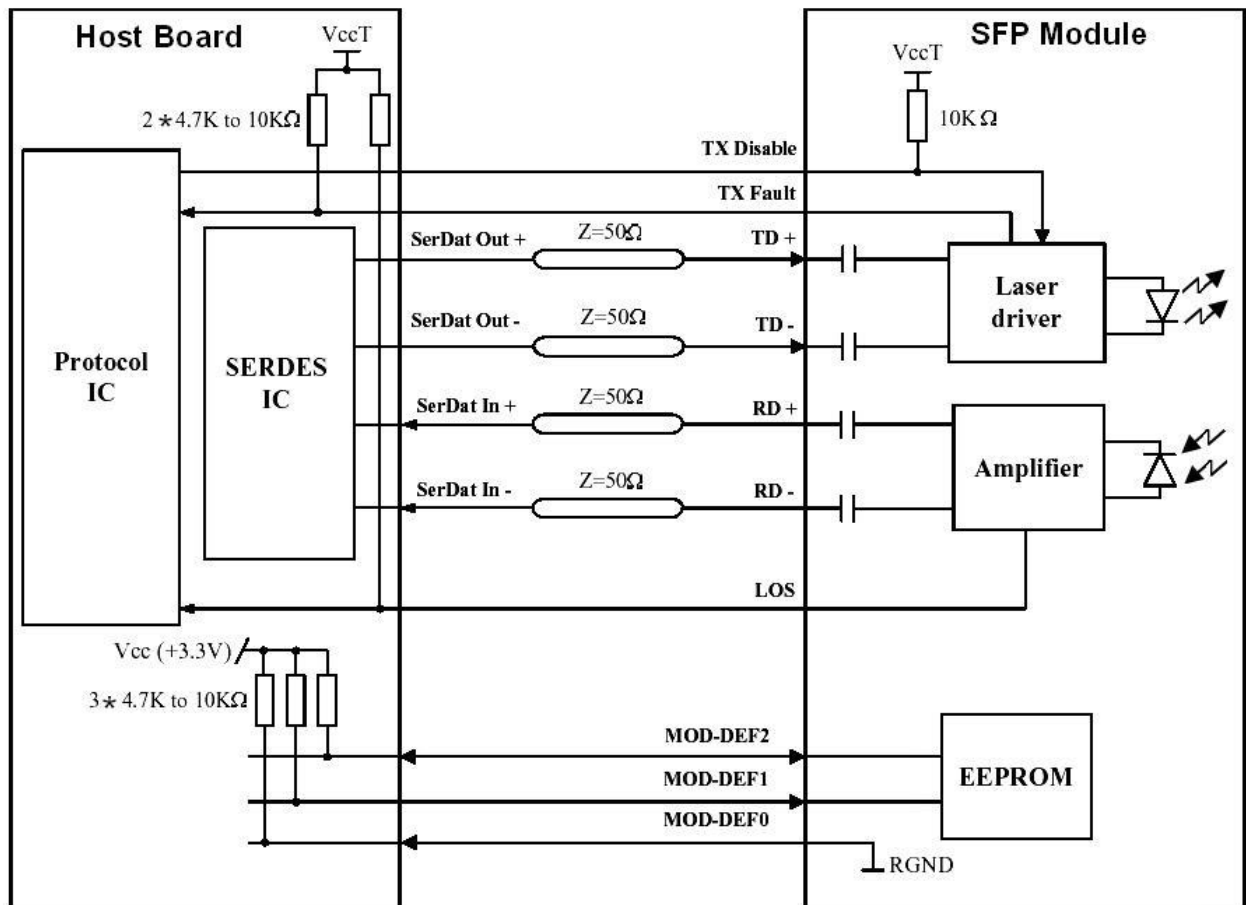 Host Board
VccT
2*4.7K to 10KΩ
SFP Module
VccT
10KΩ
TX Disable
TX Fault
SerDat Out +
Z=50Ω
TD +
SerDat Out -
Z=50Ω
TD -
Laser
driver
Protocol
IC
SERDES
IC
SerDat In +
Z=50Ω
RD +
SerDat In -
Z=50Ω
RD -
Amplifier
LOS
Vcc (+3.3V)
3*4.7K to 10KΩ
MOD-DEF2
MOD-DEF1
MOD-DEF0
EEPROM
RGND